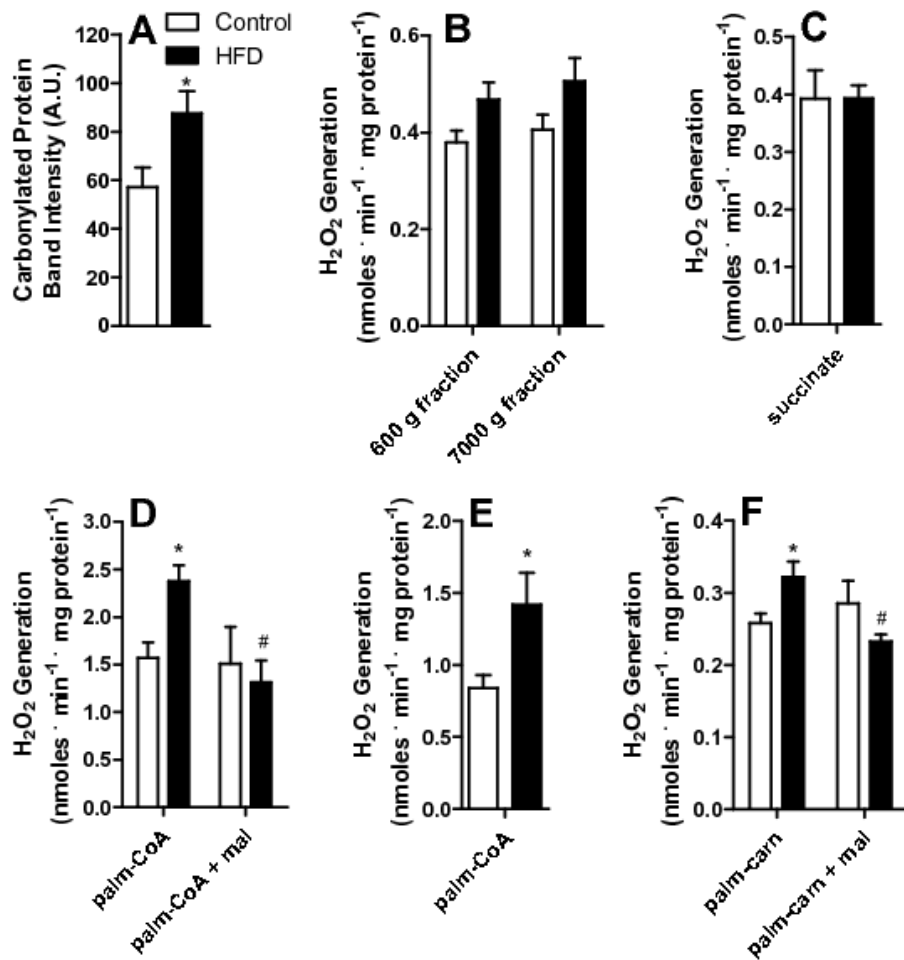 A
Control
HFD
Carbonylated Protein
Band Intensity (A.U.)
120
100
80
60
40
20
0
*
B
H₂O₂ Generation
(nmoles · min⁻¹ · mg protein⁻¹)
0.6
0.4
0.2
0.0
600 g fraction
7000 g fraction
C
H₂O₂ Generation
(nmoles · min⁻¹ · mg protein⁻¹)
0.5
0.4
0.3
0.2
0.1
0.0
succinate
D
H₂O₂ Generation
(nmoles · min⁻¹ · mg protein⁻¹)
3.0
2.5
2.0
1.5
1.0
0.5
0.0
*
#
palm-CoA
palm-CoA + mal
E
H₂O₂ Generation
(nmoles · min⁻¹ · mg protein⁻¹)
2.0
1.5
1.0
0.5
0.0
*
palm-CoA
F
H₂O₂ Generation
(nmoles · min⁻¹ · mg protein⁻¹)
0.4
0.3
0.2
0.1
0.0
*
#
palm-carn
palm-carn + mal